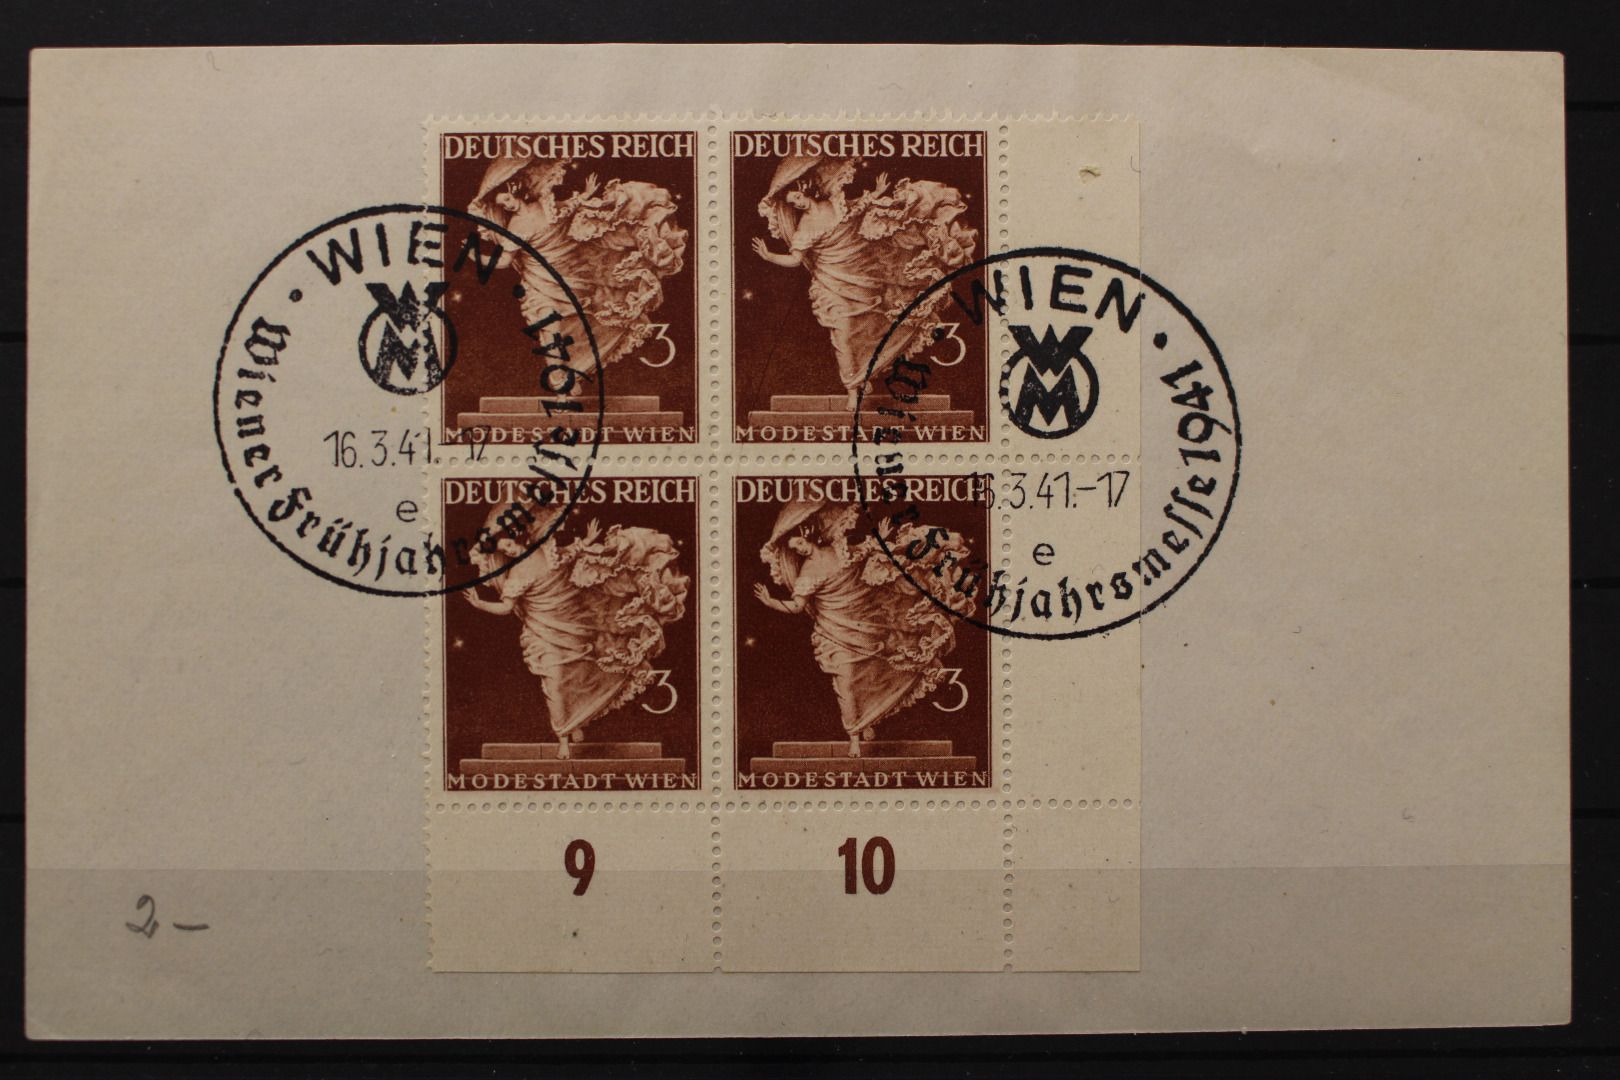 DEUTSCHES REICH
3
MODESTADT WIEN
DEUTSCHES REICH
3
MODESTADT WIEN
DEUTSCHES REICH
3
MODESTADT WIEN
DEUTSCHES REICH
3
MODESTADT WIEN
9
10
· WIEN ·
WM
16.3.41.-17
e
Wiener Frühjahrsmesse 1941
· WIEN ·
WM
16.3.41.-17
e
Wiener Frühjahrsmesse 1941
2-